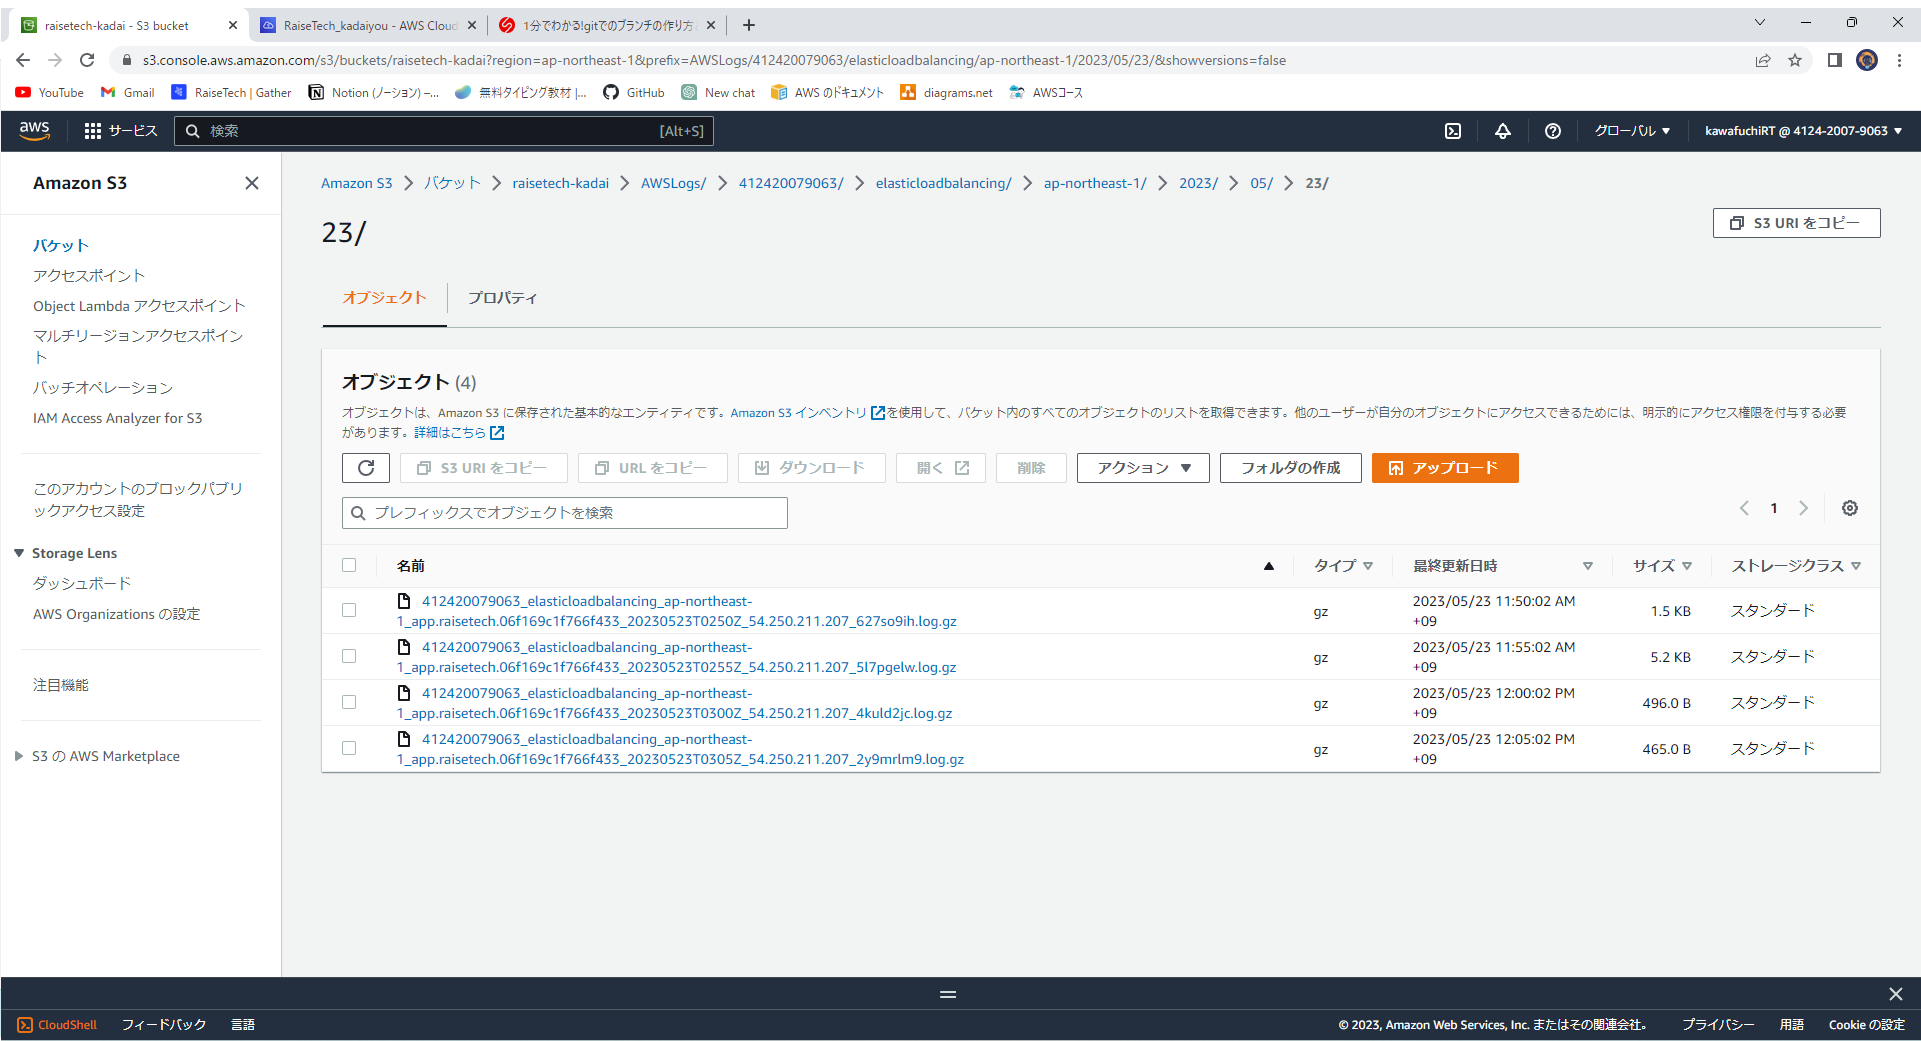 raisetech-kadai - S3 bucket
RaiseTech_kadaiyou - AWS Cloud
1分でわかる!gitでのブランチの作り方
s3.console.aws.amazon.com/s3/buckets/raisetech-kadai?region=ap-northeast-1&prefix=AWSLogs/412420079063/elasticloadbalancing/ap-northeast-1/2023/05/23/&showversions=false
YouTube
Gmail
RaiseTech | Gather
Notion (ノーション) –...
無料タイピング教材 |...
GitHub
New chat
AWS のドキュメント
diagrams.net
AWSコース
aws
サービス
検索
[Alt+S]
グローバル ▼
kawafuchiRT @ 4124-2007-9063 ▼
Amazon S3
バケット
アクセスポイント
Object Lambda アクセスポイント
マルチリージョンアクセスポイン
ト
バッチオペレーション
IAM Access Analyzer for S3
このアカウントのブロックパブリ
ックアクセス設定
Storage Lens
ダッシュボード
AWS Organizations の設定
注目機能
S3 の AWS Marketplace
Amazon S3 > バケット > raisetech-kadai > AWSLogs/ > 412420079063/ > elasticloadbalancing/ > ap-northeast-1/ > 2023/ > 05/ > 23/
23/
S3 URI をコピー
オブジェクト
プロパティ
オブジェクト (4)
オブジェクトは、Amazon S3 に保存された基本的なエンティティです。Amazon S3 インベントリ を使用して、バケット内のすべてのオブジェクトのリストを取得できます。他のユーザーが自分のオブジェクトにアクセスできるためには、明示的にアクセス権限を付与する必要
があります。詳細はこちら
S3 URI をコピー
URL をコピー
ダウンロード
開く
削除
アクション ▼
フォルダの作成
アップロード
プレフィックスでオブジェクトを検索
1
名前
タイプ
最終更新日時
サイズ
ストレージクラス
412420079063_elasticloadbalancing_ap-northeast-
1_app.raisetech.06f169c1f766f433_20230523T0250Z_54.250.211.207_627so9ih.log.gz
gz
2023/05/23 11:50:02 AM
+09
1.5 KB
スタンダード
412420079063_elasticloadbalancing_ap-northeast-
1_app.raisetech.06f169c1f766f433_20230523T0255Z_54.250.211.207_5l7pgelw.log.gz
gz
2023/05/23 11:55:02 AM
+09
5.2 KB
スタンダード
412420079063_elasticloadbalancing_ap-northeast-
1_app.raisetech.06f169c1f766f433_20230523T0300Z_54.250.211.207_4kuld2jc.log.gz
gz
2023/05/23 12:00:02 PM
+09
496.0 B
スタンダード
412420079063_elasticloadbalancing_ap-northeast-
1_app.raisetech.06f169c1f766f433_20230523T0305Z_54.250.211.207_2y9mrlm9.log.gz
gz
2023/05/23 12:05:02 PM
+09
465.0 B
スタンダード
CloudShell
フィードバック
言語
© 2023, Amazon Web Services, Inc. またはその関連会社。
プライバシー
用語
Cookie の設定